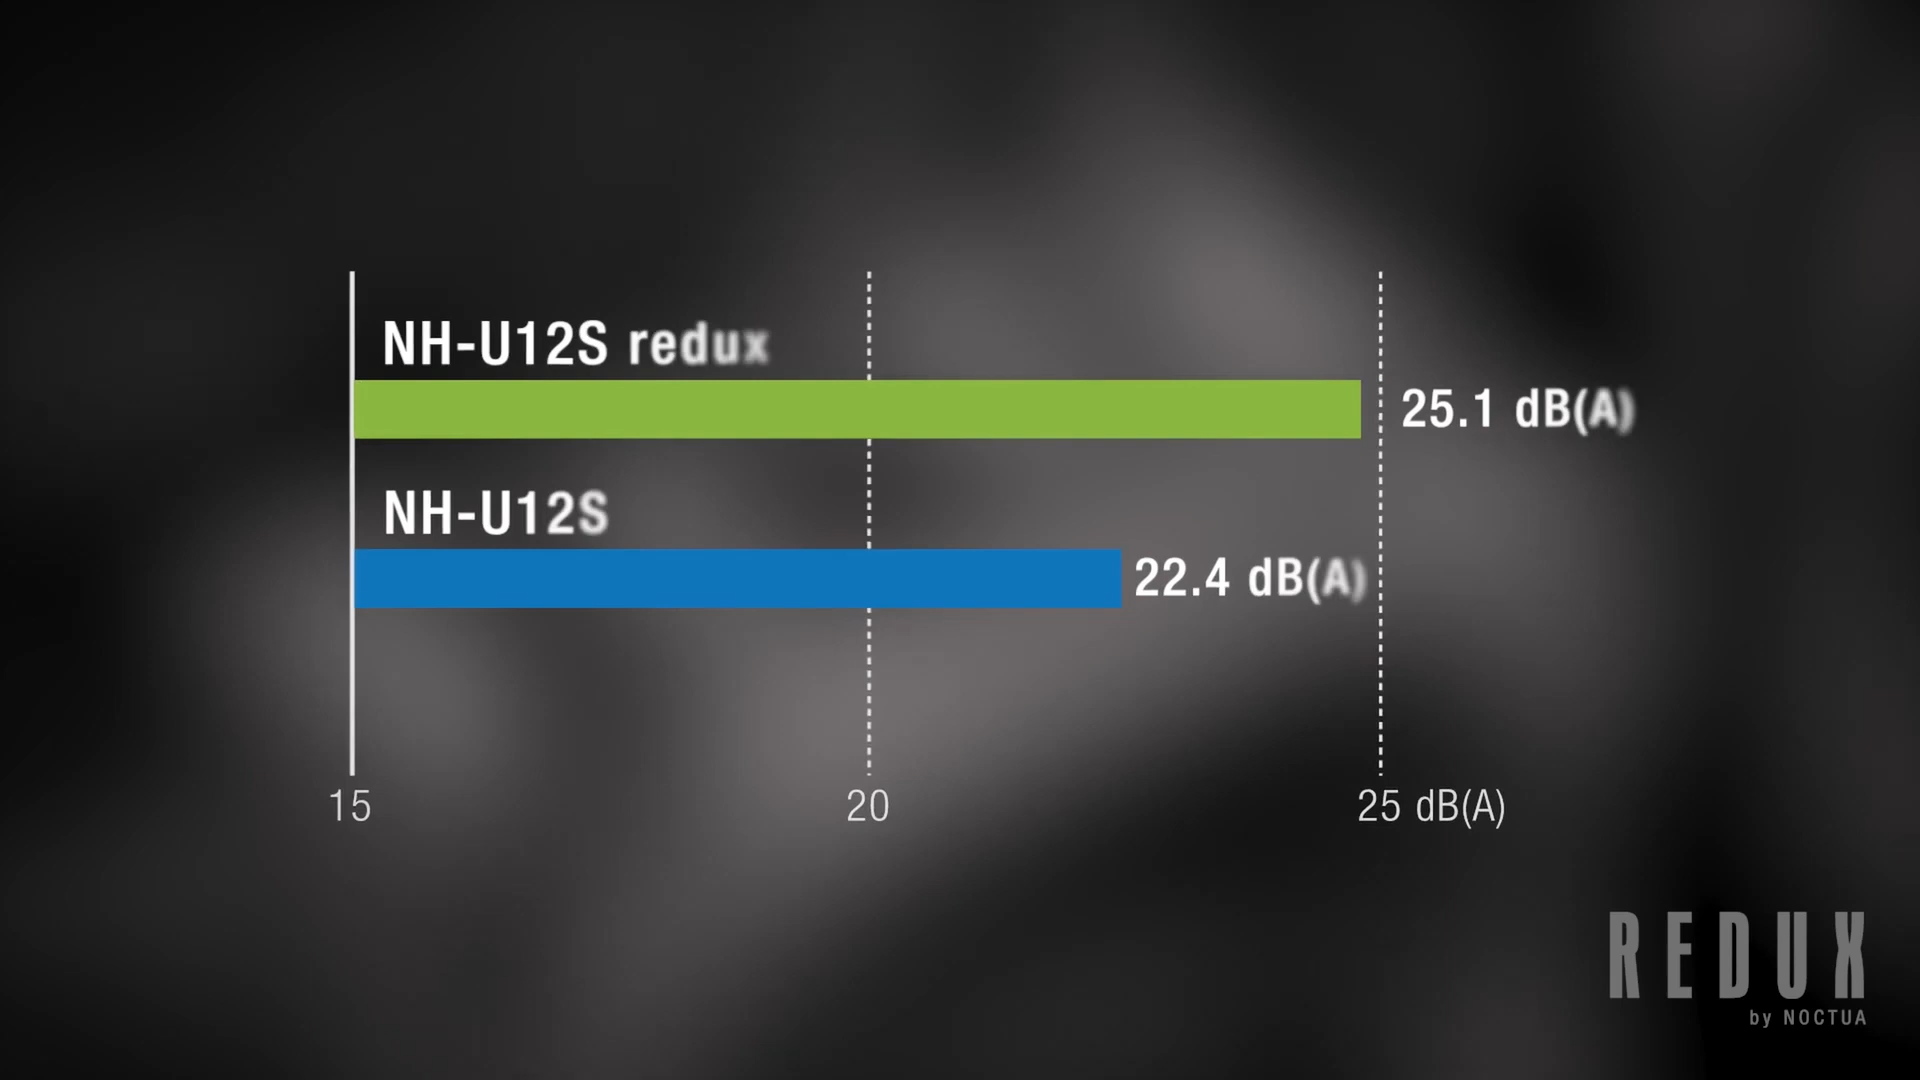 NH-U12S redux
25.1 dB(A)
NH-U12S
22.4 dB(A)
15 20 25 dB(A)
REDUX
by NOCTUA